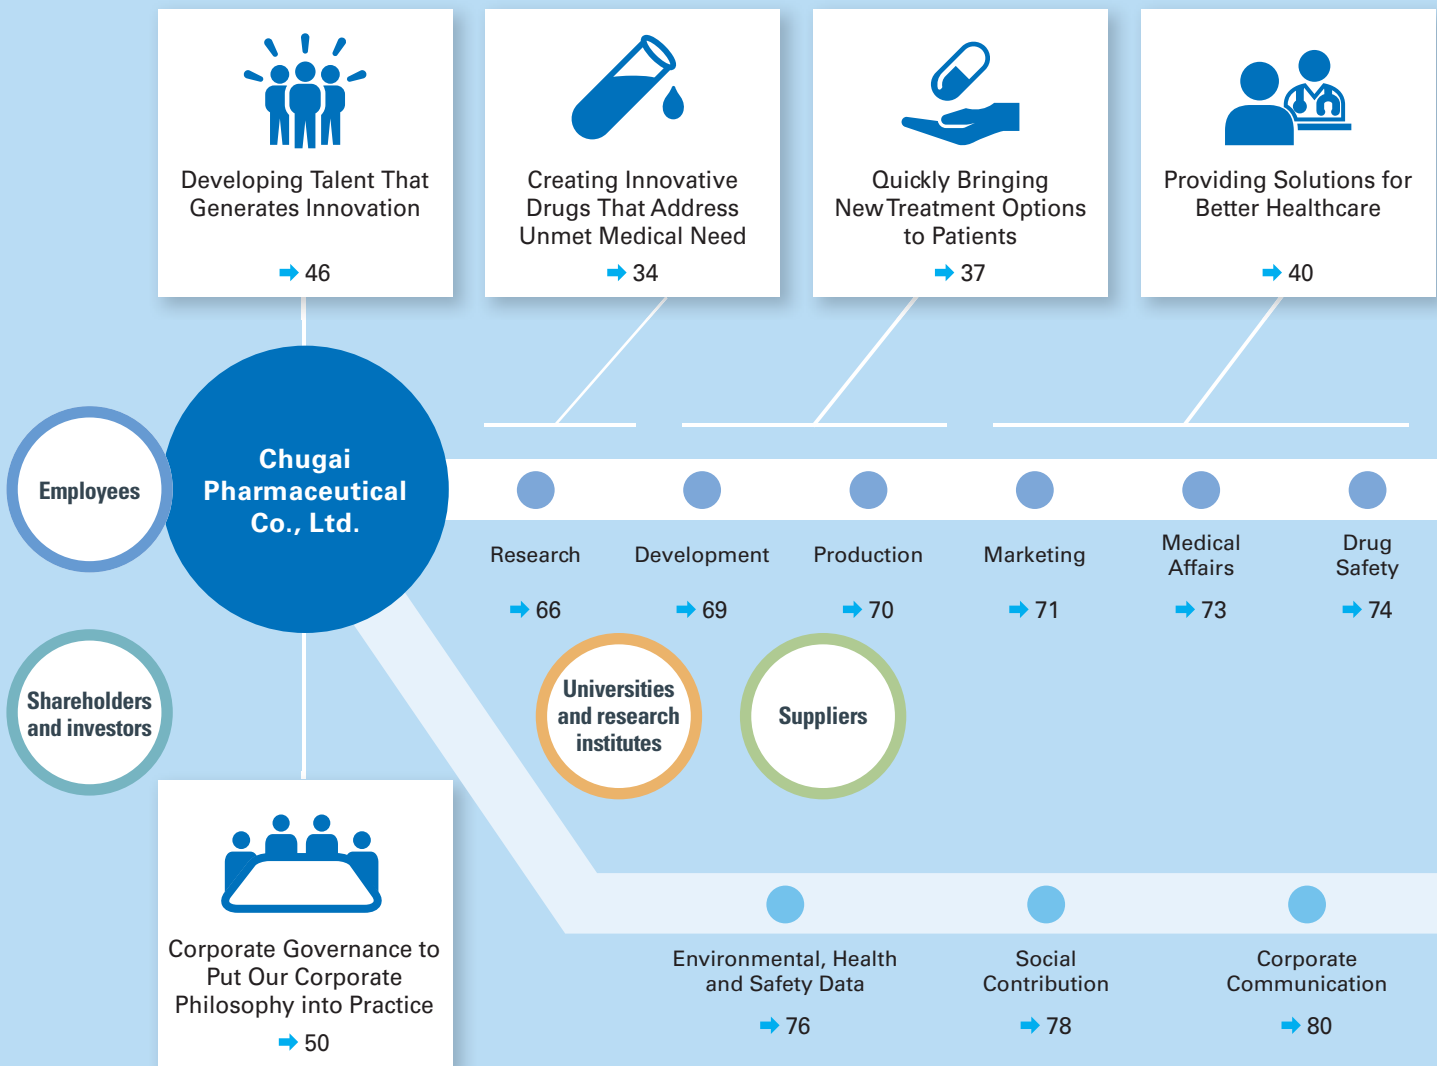 Developing Talent That
Generates Innovation
➡ 46
Creating Innovative
Drugs That Address
Unmet Medical Need
➡ 34
Quickly Bringing
New Treatment Options
to Patients
➡ 37
Providing Solutions for
Better Healthcare
➡ 40
Employees
Chugai
Pharmaceutical
Co., Ltd.
Research
➡ 66
Development
➡ 69
Production
➡ 70
Marketing
➡ 71
Medical
Affairs
➡ 73
Drug
Safety
➡ 74
Shareholders
and investors
Universities
and research
institutes
Suppliers
Corporate Governance to
Put Our Corporate
Philosophy into Practice
➡ 50
Environmental, Health
and Safety Data
➡ 76
Social
Contribution
➡ 78
Corporate
Communication
➡ 80